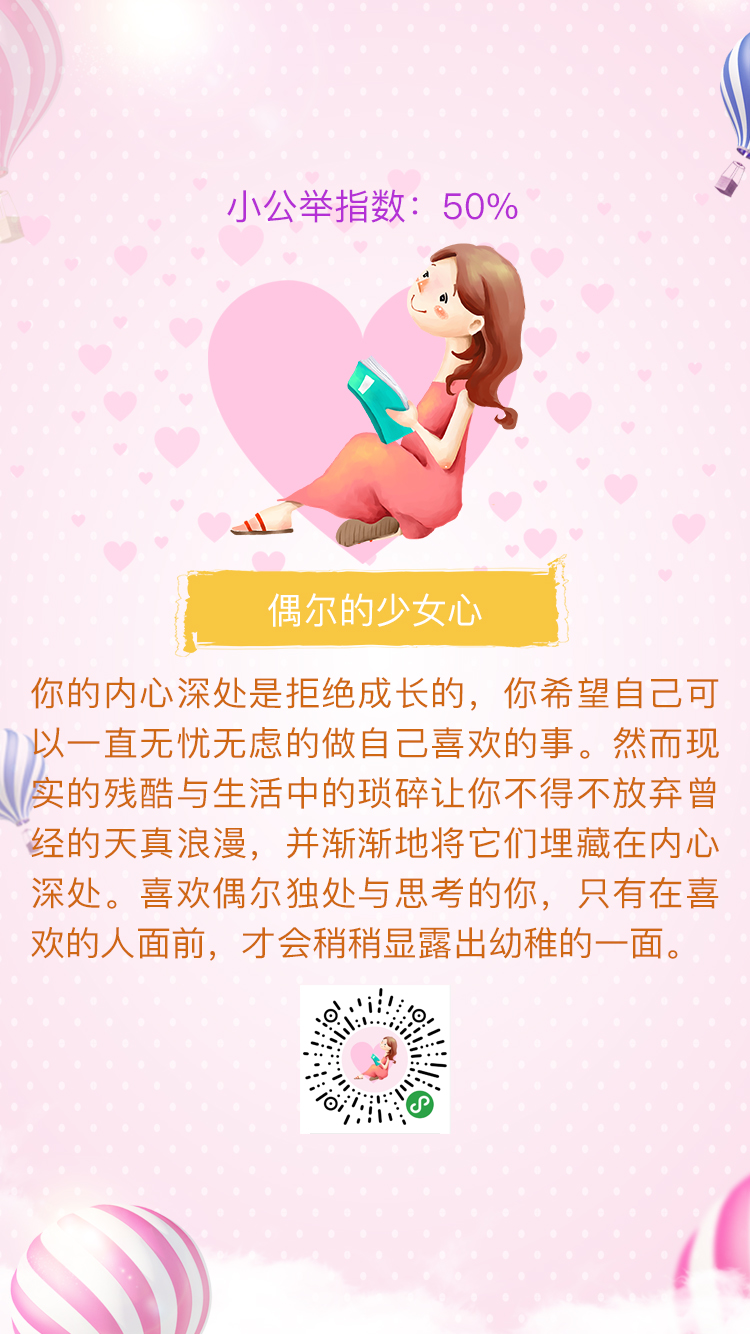 小公举指数：50%
偶尔的少女心
你的内心深处是拒绝成长的，你希望自己可
以一直无忧无虑的做自己喜欢的事。然而现
实的残酷与生活中的琐碎让你不得不放弃曾
经的天真浪漫，并渐渐地将它们埋藏在内心
深处。喜欢偶尔独处与思考的你，只有在喜
欢的人面前，才会稍稍显露出幼稚的一面。